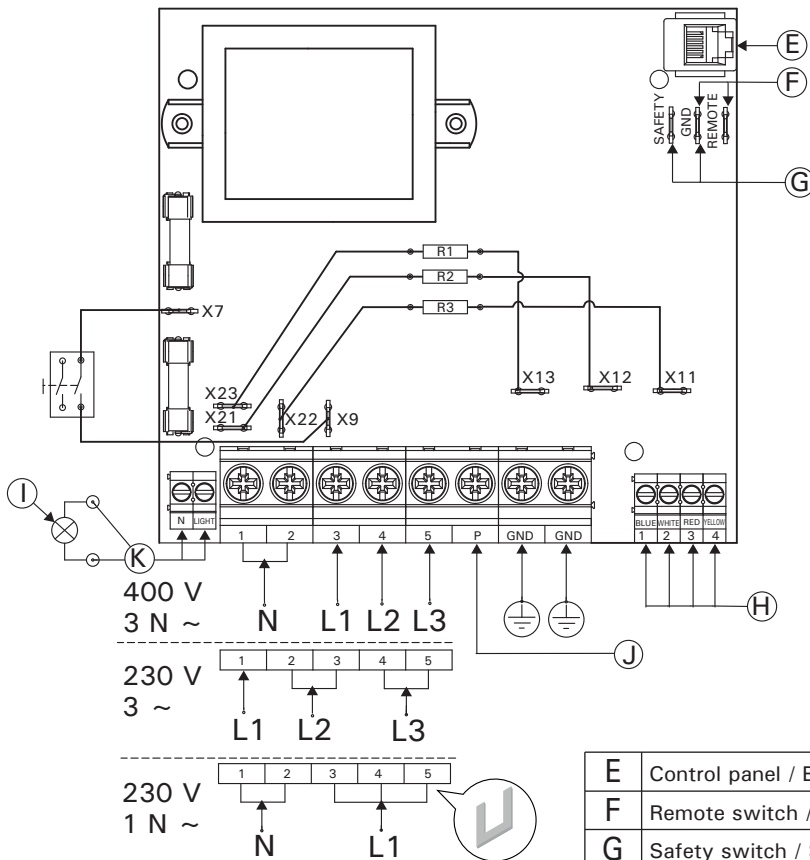 E
F
SAFETY
GND
REMOTE
G
R1
R2
R3
X7
X23
X21
X22
X9
X13
X12
X11
I
N LIGHT
K
1 2 3 4 5 P GND GND
BLUE WHITE RED YELLOW
1 2 3 4
H
J
400 V
3 N ~
N L1 L2 L3
230 V
3 ~
1 2 3 4 5
L1 L2 L3
230 V
1 N ~
1 2 3 4 5
N L1
E Control panel /
F Remote switch /
G Safety switch /